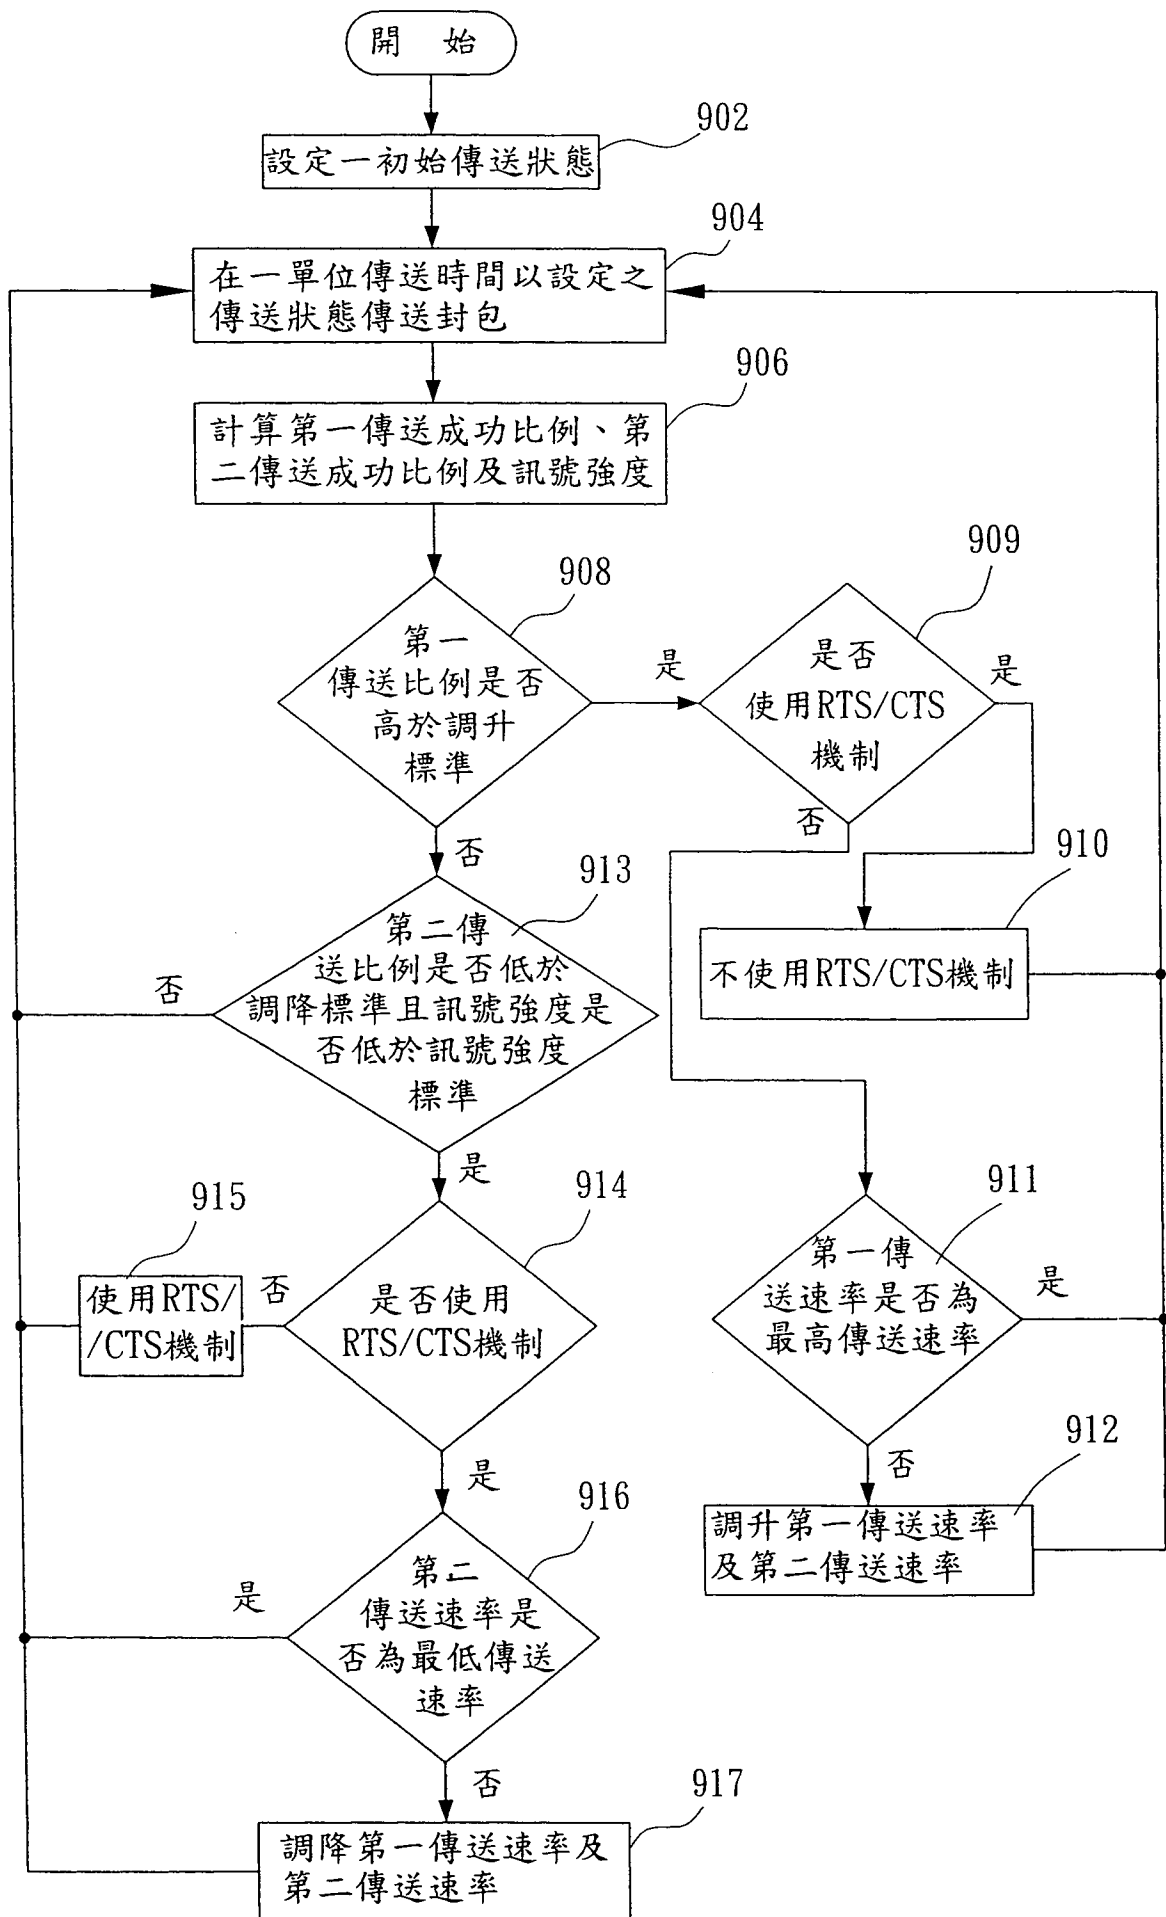 開 始
902
設定一初始傳送狀態
904
在一單位傳送時間以設定之
傳送狀態傳送封包
906
計算第一傳送成功比例、第
二傳送成功比例及訊號強度
908
第一
傳送比例是否
高於調升
標準
是
909
是否
使用RTS/CTS
機制
是
否
否
910
不使用RTS/CTS機制
913
第二傳
送比例是否低於
調降標準且訊號強度是
否低於訊號強度
標準
否
是
911
第一傳
送速率是否為
最高傳送速率
是
否
912
調升第一傳送速率
及第二傳送速率
914
是否使用
RTS/CTS機制
否
915
使用RTS/
/CTS機制
是
916
第二
傳送速率是
否為最低傳送
速率
是
否
917
調降第一傳送速率及
第二傳送速率